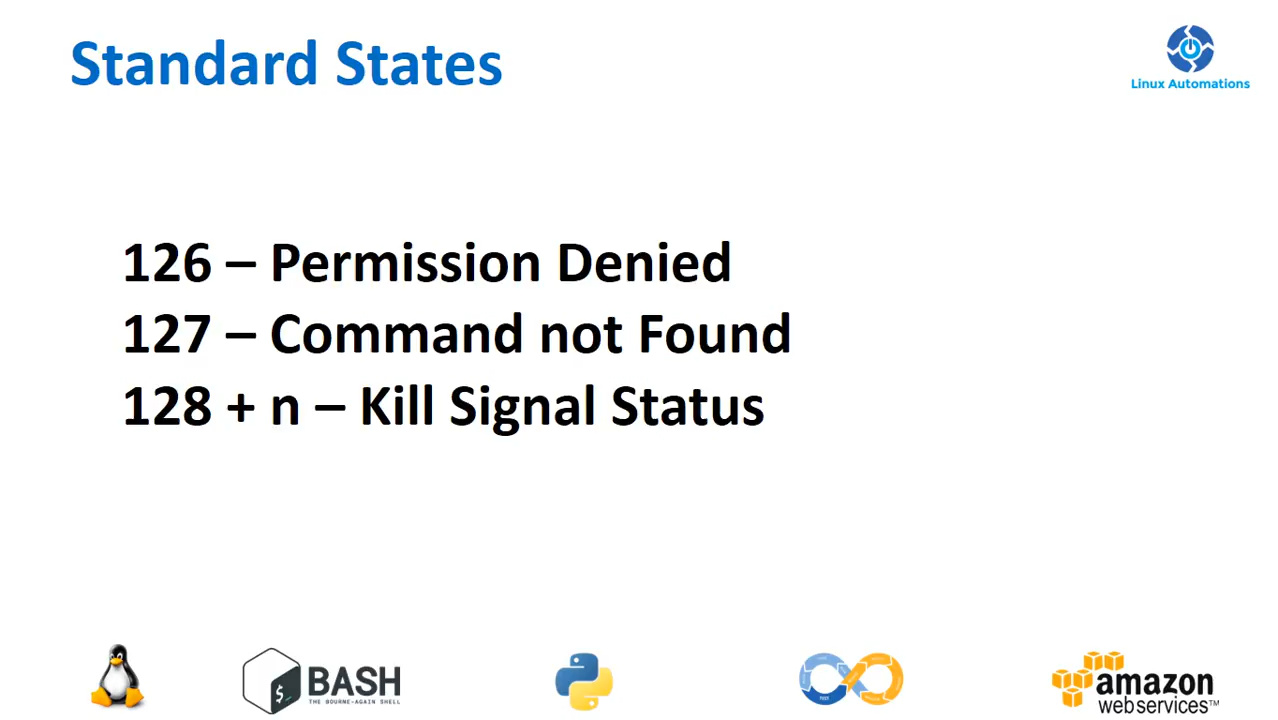 Standard States
Linux Automations
126 – Permission Denied
127 – Command not Found
128 + n – Kill Signal Status
BASH
THE BOURNE-AGAIN SHELL
amazon
webservices™